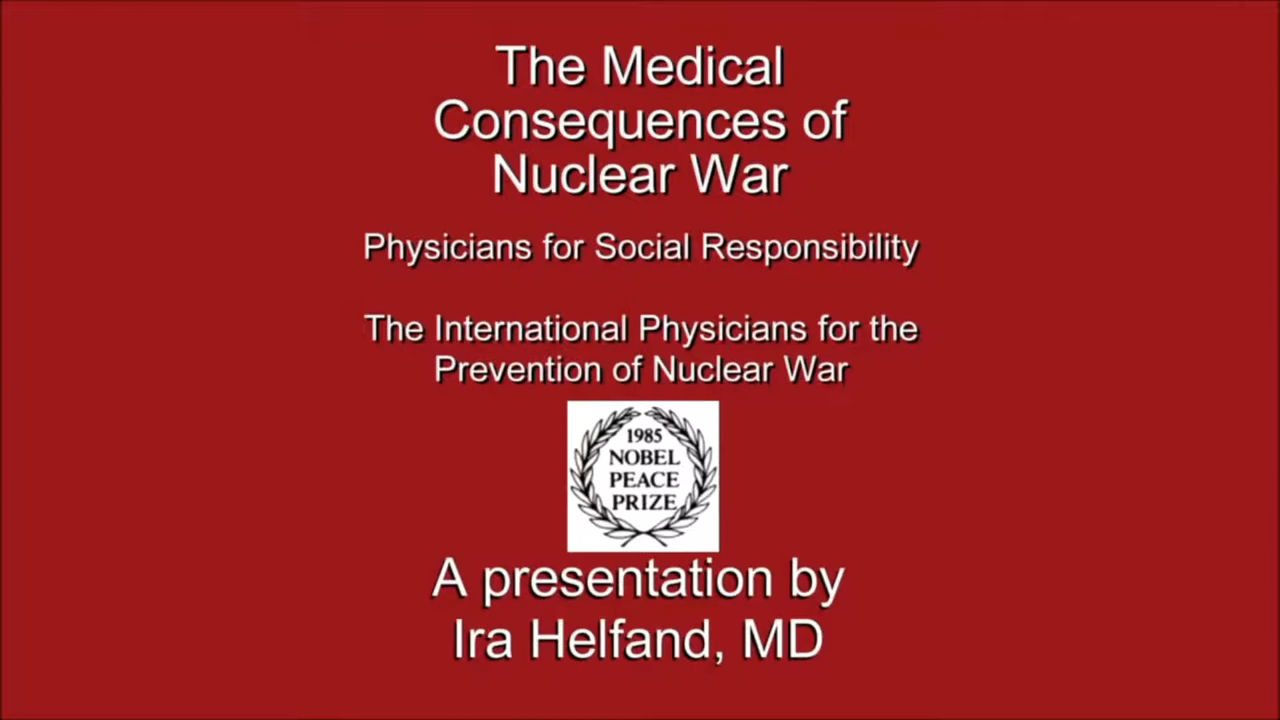 The Medical
Consequences of
Nuclear War
Physicians for Social Responsibility
The International Physicians for the
Prevention of Nuclear War
1985
NOBEL
PEACE
PRIZE
A presentation by
Ira Helfand, MD